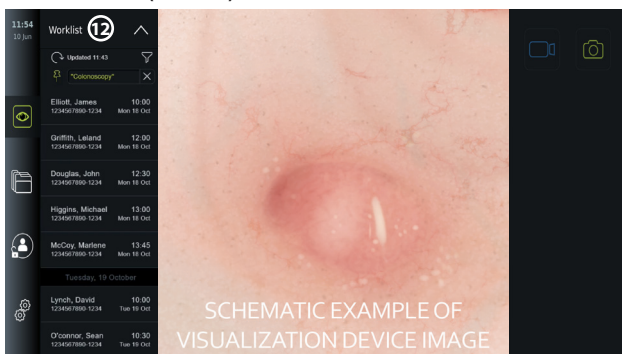 11:54
10 Jun
Worklist 12
Updated 11:43
"Colonoscopy"
Elliott, James 10:00
1234567890-1234 Mon 18 Oct
Griffith, Leland 12:00
1234567890-1234 Mon 18 Oct
Douglas, John 12:30
1234567890-1234 Mon 18 Oct
Higgins, Michael 13:00
1234567890-1234 Mon 18 Oct
McCoy, Marlene 13:45
1234567890-1234 Mon 18 Oct
Tuesday, 19 October
Lynch, David 10:00
1234567890-1234 Tue 19 Oct
O'connor, Sean 10:30
1234567890-1234 Tue 19 Oct
SCHEMATIC EXAMPLE OF
VISUALIZATION DEVICE IMAGE